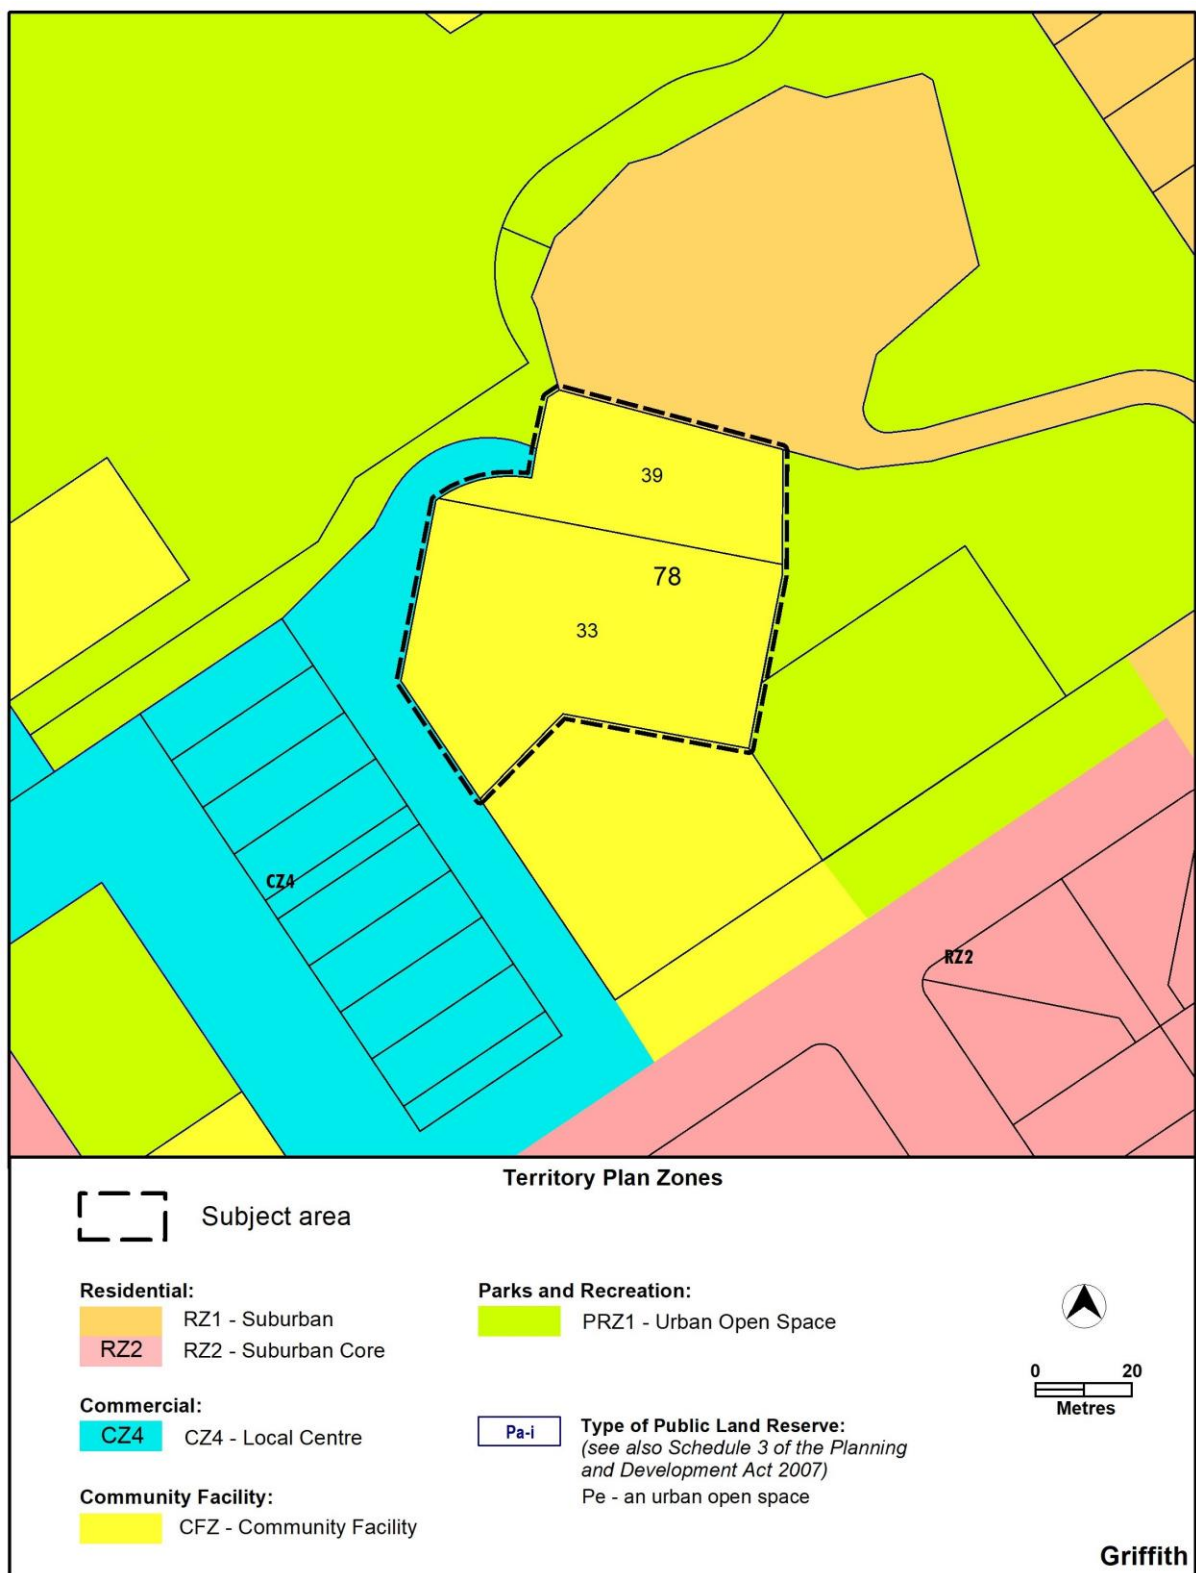 39
78
33
CZ4
RZ2
Territory Plan Zones
Subject area
Residential:
RZ1 - Suburban
RZ2
RZ2 - Suburban Core
Commercial:
CZ4
CZ4 - Local Centre
Community Facility:
CFZ - Community Facility
Parks and Recreation:
PRZ1 - Urban Open Space
Pa-i
Type of Public Land Reserve:
(see also Schedule 3 of the Planning
and Development Act 2007)
Pe - an urban open space
0 20
Metres
Griffith